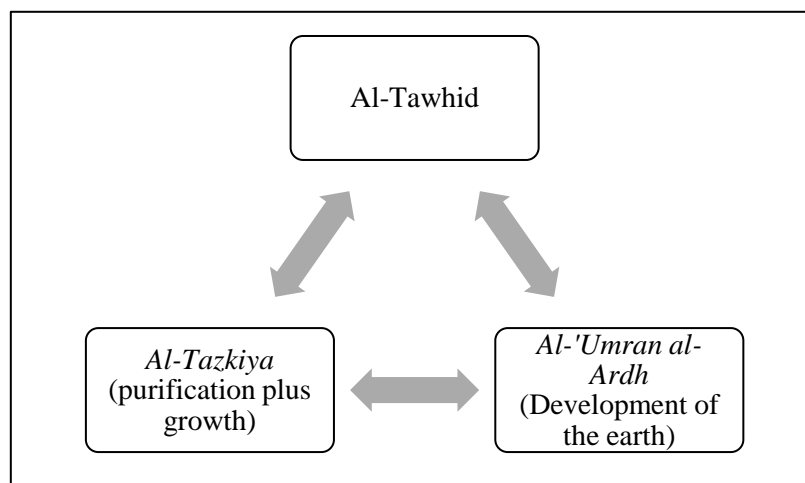 Al-Tawhid
Al-Tazkiya
(purification plus
growth)
Al-'Umran al-
Ardh
(Development of
the earth)